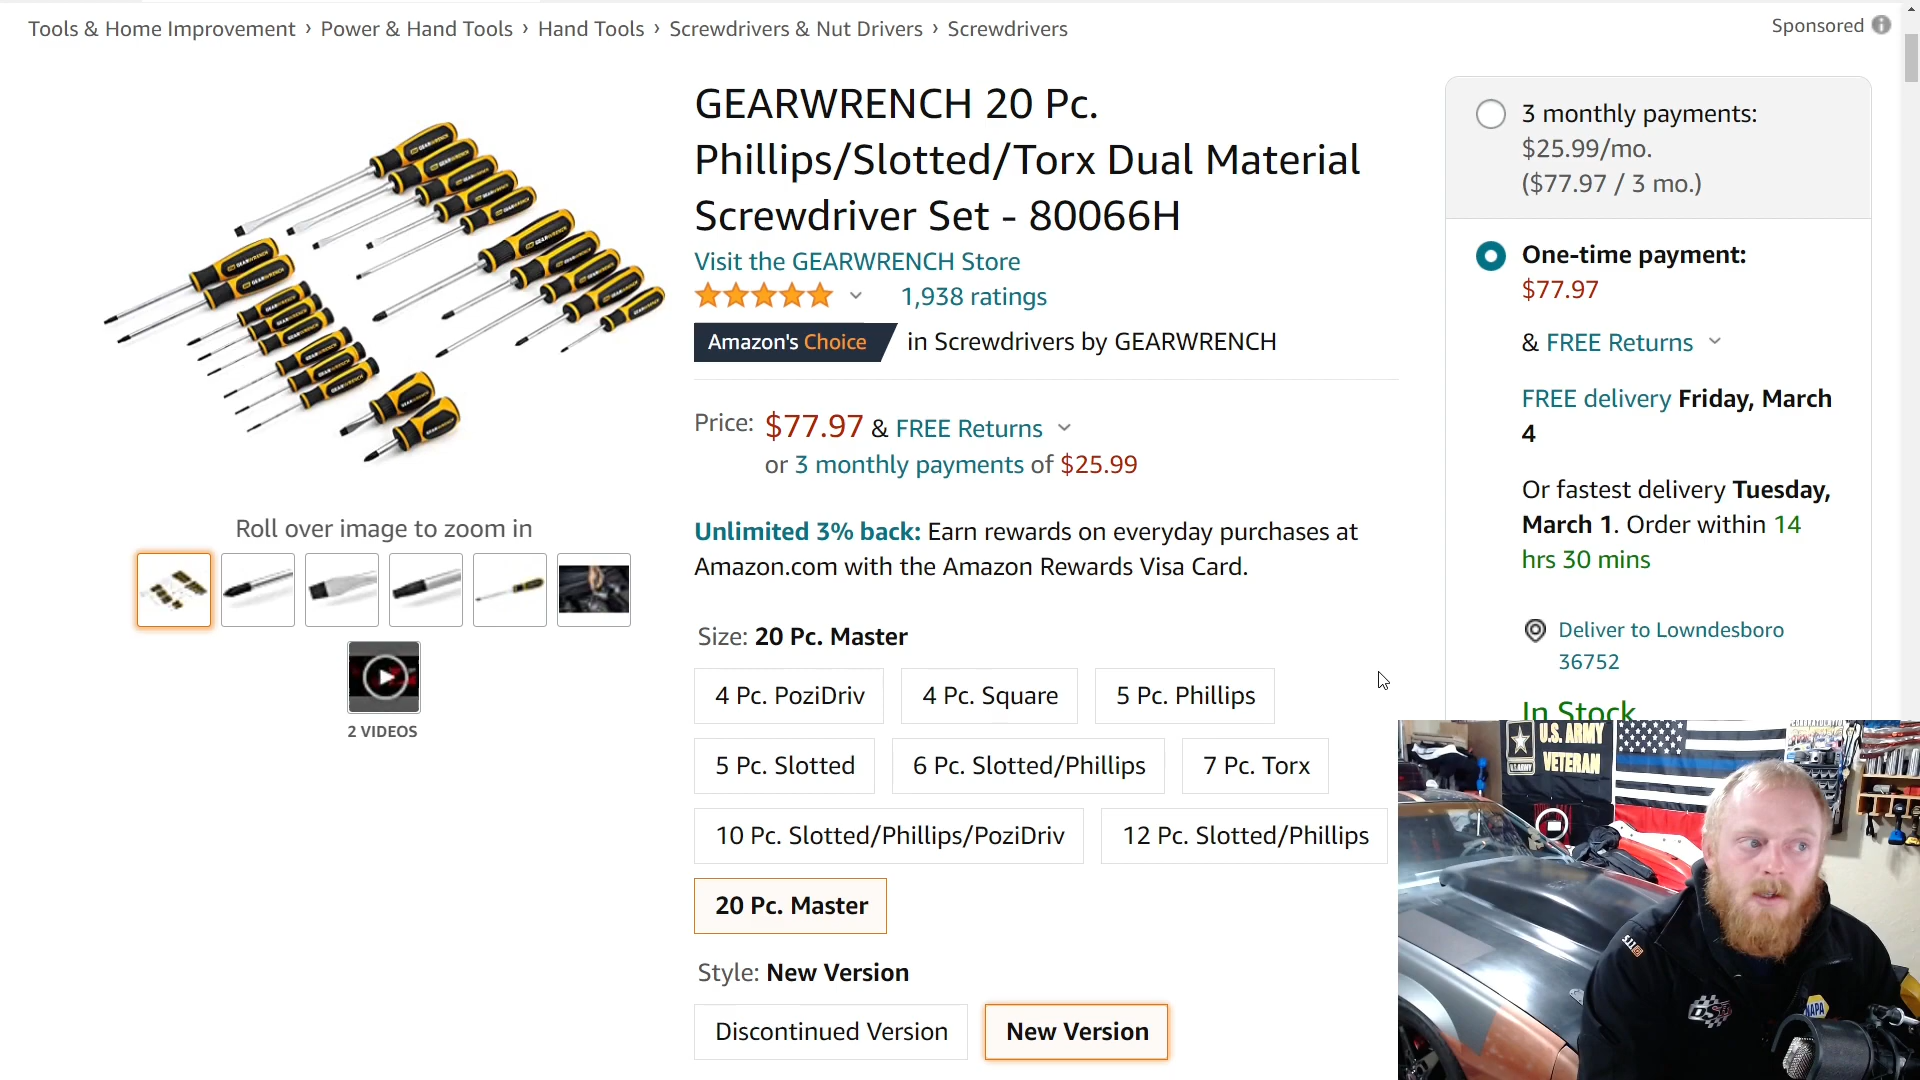 Tools & Home Improvement › Power & Hand Tools › Hand Tools › Screwdrivers & Nut Drivers › Screwdrivers
Sponsored
GEARWRENCH 20 Pc.
Phillips/Slotted/Torx Dual Material
Screwdriver Set - 80066H
Visit the GEARWRENCH Store
1,938 ratings
Amazon's Choice in Screwdrivers by GEARWRENCH
Price: $77.97 & FREE Returns
or 3 monthly payments of $25.99
Unlimited 3% back: Earn rewards on everyday purchases at
Amazon.com with the Amazon Rewards Visa Card.
Size: 20 Pc. Master
4 Pc. PoziDriv
4 Pc. Square
5 Pc. Phillips
5 Pc. Slotted
6 Pc. Slotted/Phillips
7 Pc. Torx
10 Pc. Slotted/Phillips/PoziDriv
12 Pc. Slotted/Phillips
20 Pc. Master
Style: New Version
Discontinued Version
New Version
Roll over image to zoom in
2 VIDEOS
3 monthly payments:
$25.99/mo.
($77.97 / 3 mo.)
One-time payment:
$77.97
& FREE Returns
FREE delivery Friday, March
4
Or fastest delivery Tuesday,
March 1. Order within 14
hrs 30 mins
Deliver to Lowndesboro
36752
In Stock
U.S. ARMY
VETERAN
U.S. ARMY
5.11
NAPA